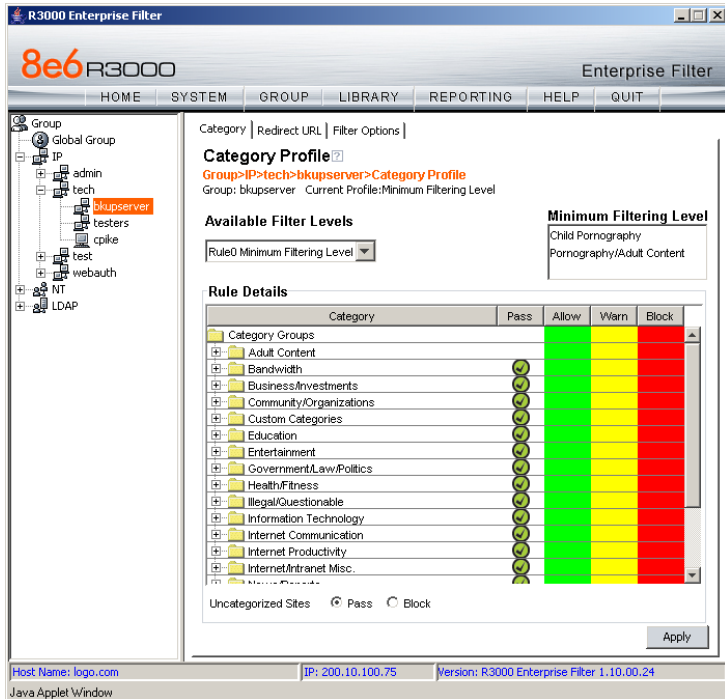 R3000 Enterprise Filter
8e6 R3000
Enterprise Filter
HOME SYSTEM GROUP LIBRARY REPORTING HELP QUIT
Group
Global Group
IP
admin
tech
bkupserver
testers
cpike
test
webauth
NT
LDAP
Category Redirect URL Filter Options
Category Profile
Group>IP>tech>bkupserver>Category Profile
Group: bkupserver Current Profile:Minimum Filtering Level
Available Filter Levels
Rule0 Minimum Filtering Level
Minimum Filtering Level
Child Pornography
Pornography/Adult Content
Rule Details
Category Pass Allow Warn Block
Category Groups
Adult Content
Bandwidth
Business/Investments
Community/Organizations
Custom Categories
Education
Entertainment
Government/Law/Politics
Health/Fitness
Illegal/Questionable
Information Technology
Internet Communication
Internet Productivity
Internet/Intranet Misc.
Uncategorized Sites Pass Block
Apply
Host Name: logo.com IP: 200.10.100.75 Version: R3000 Enterprise Filter 1.10.00.24
Java Applet Window